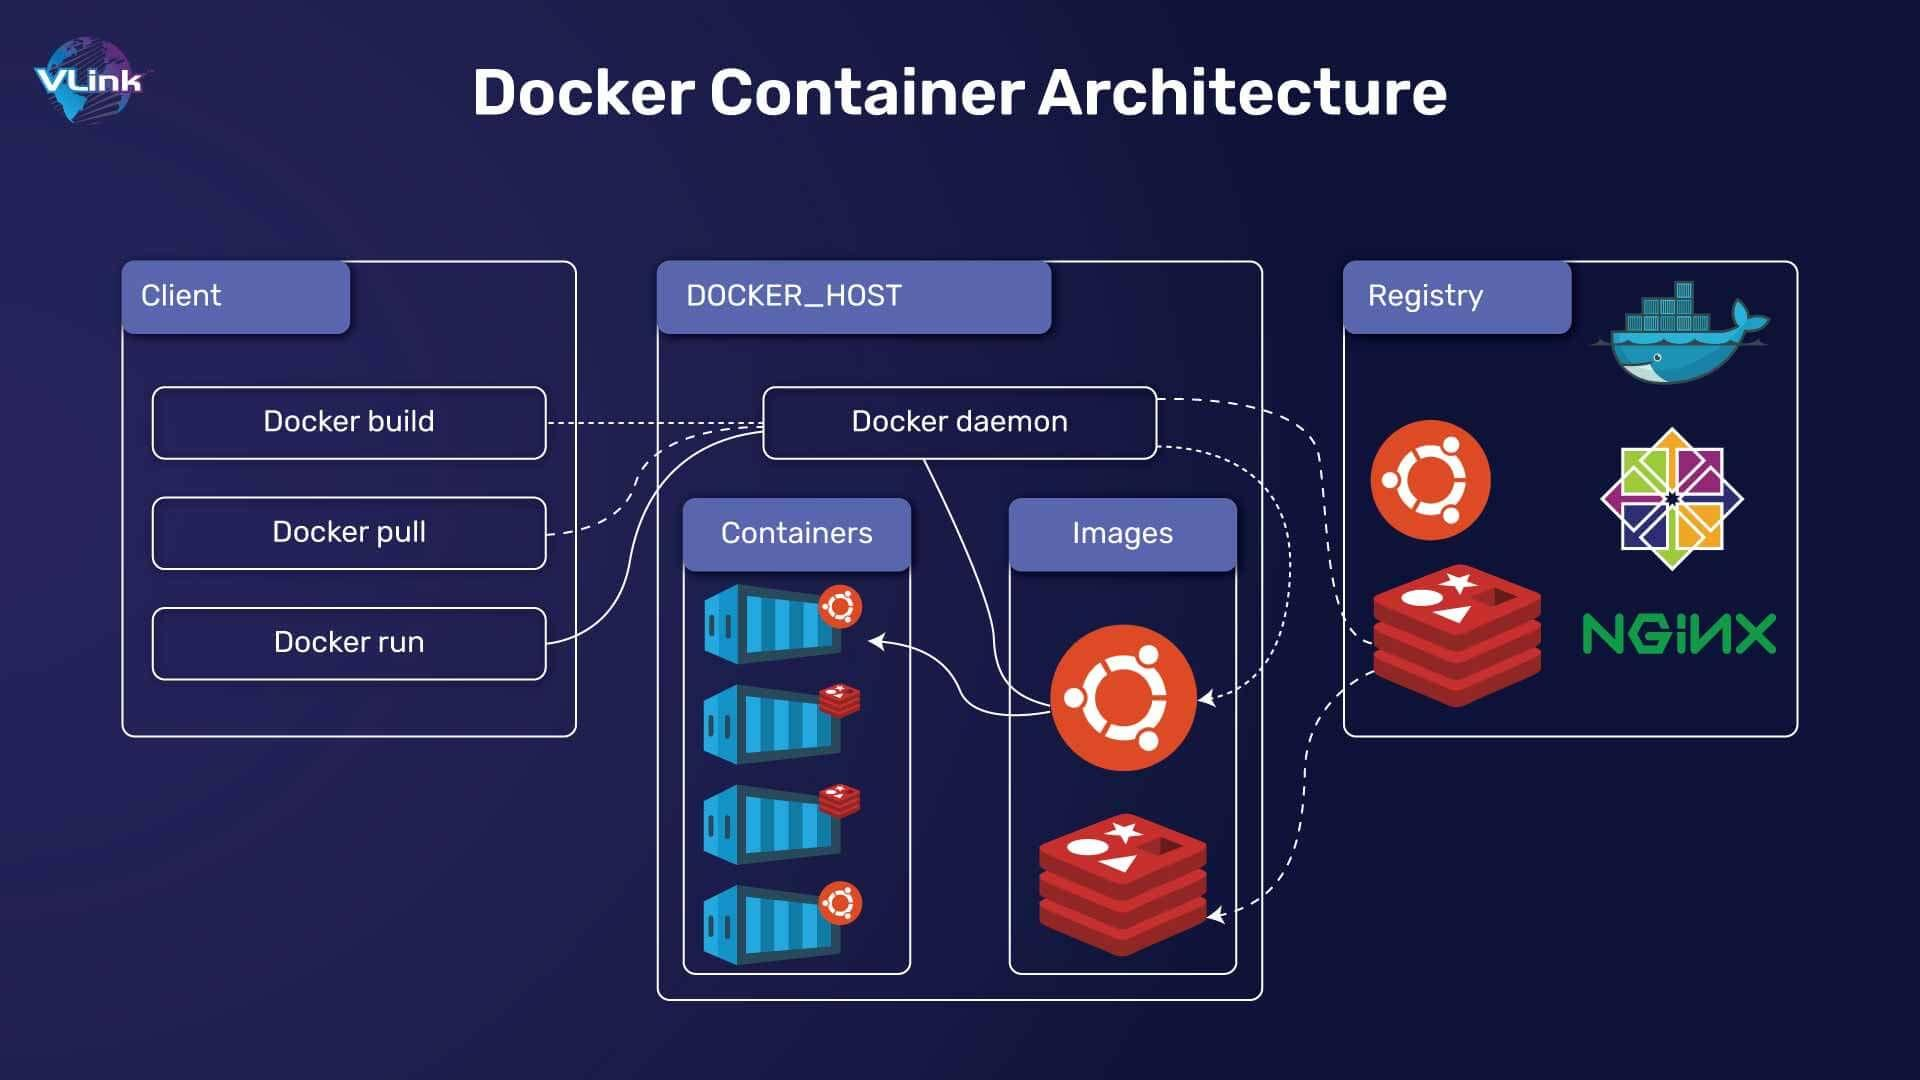 VLink
Docker Container Architecture
Client
DOCKER_HOST
Registry
Docker build
Docker daemon
Docker pull
Containers
Images
Docker run
NGINX